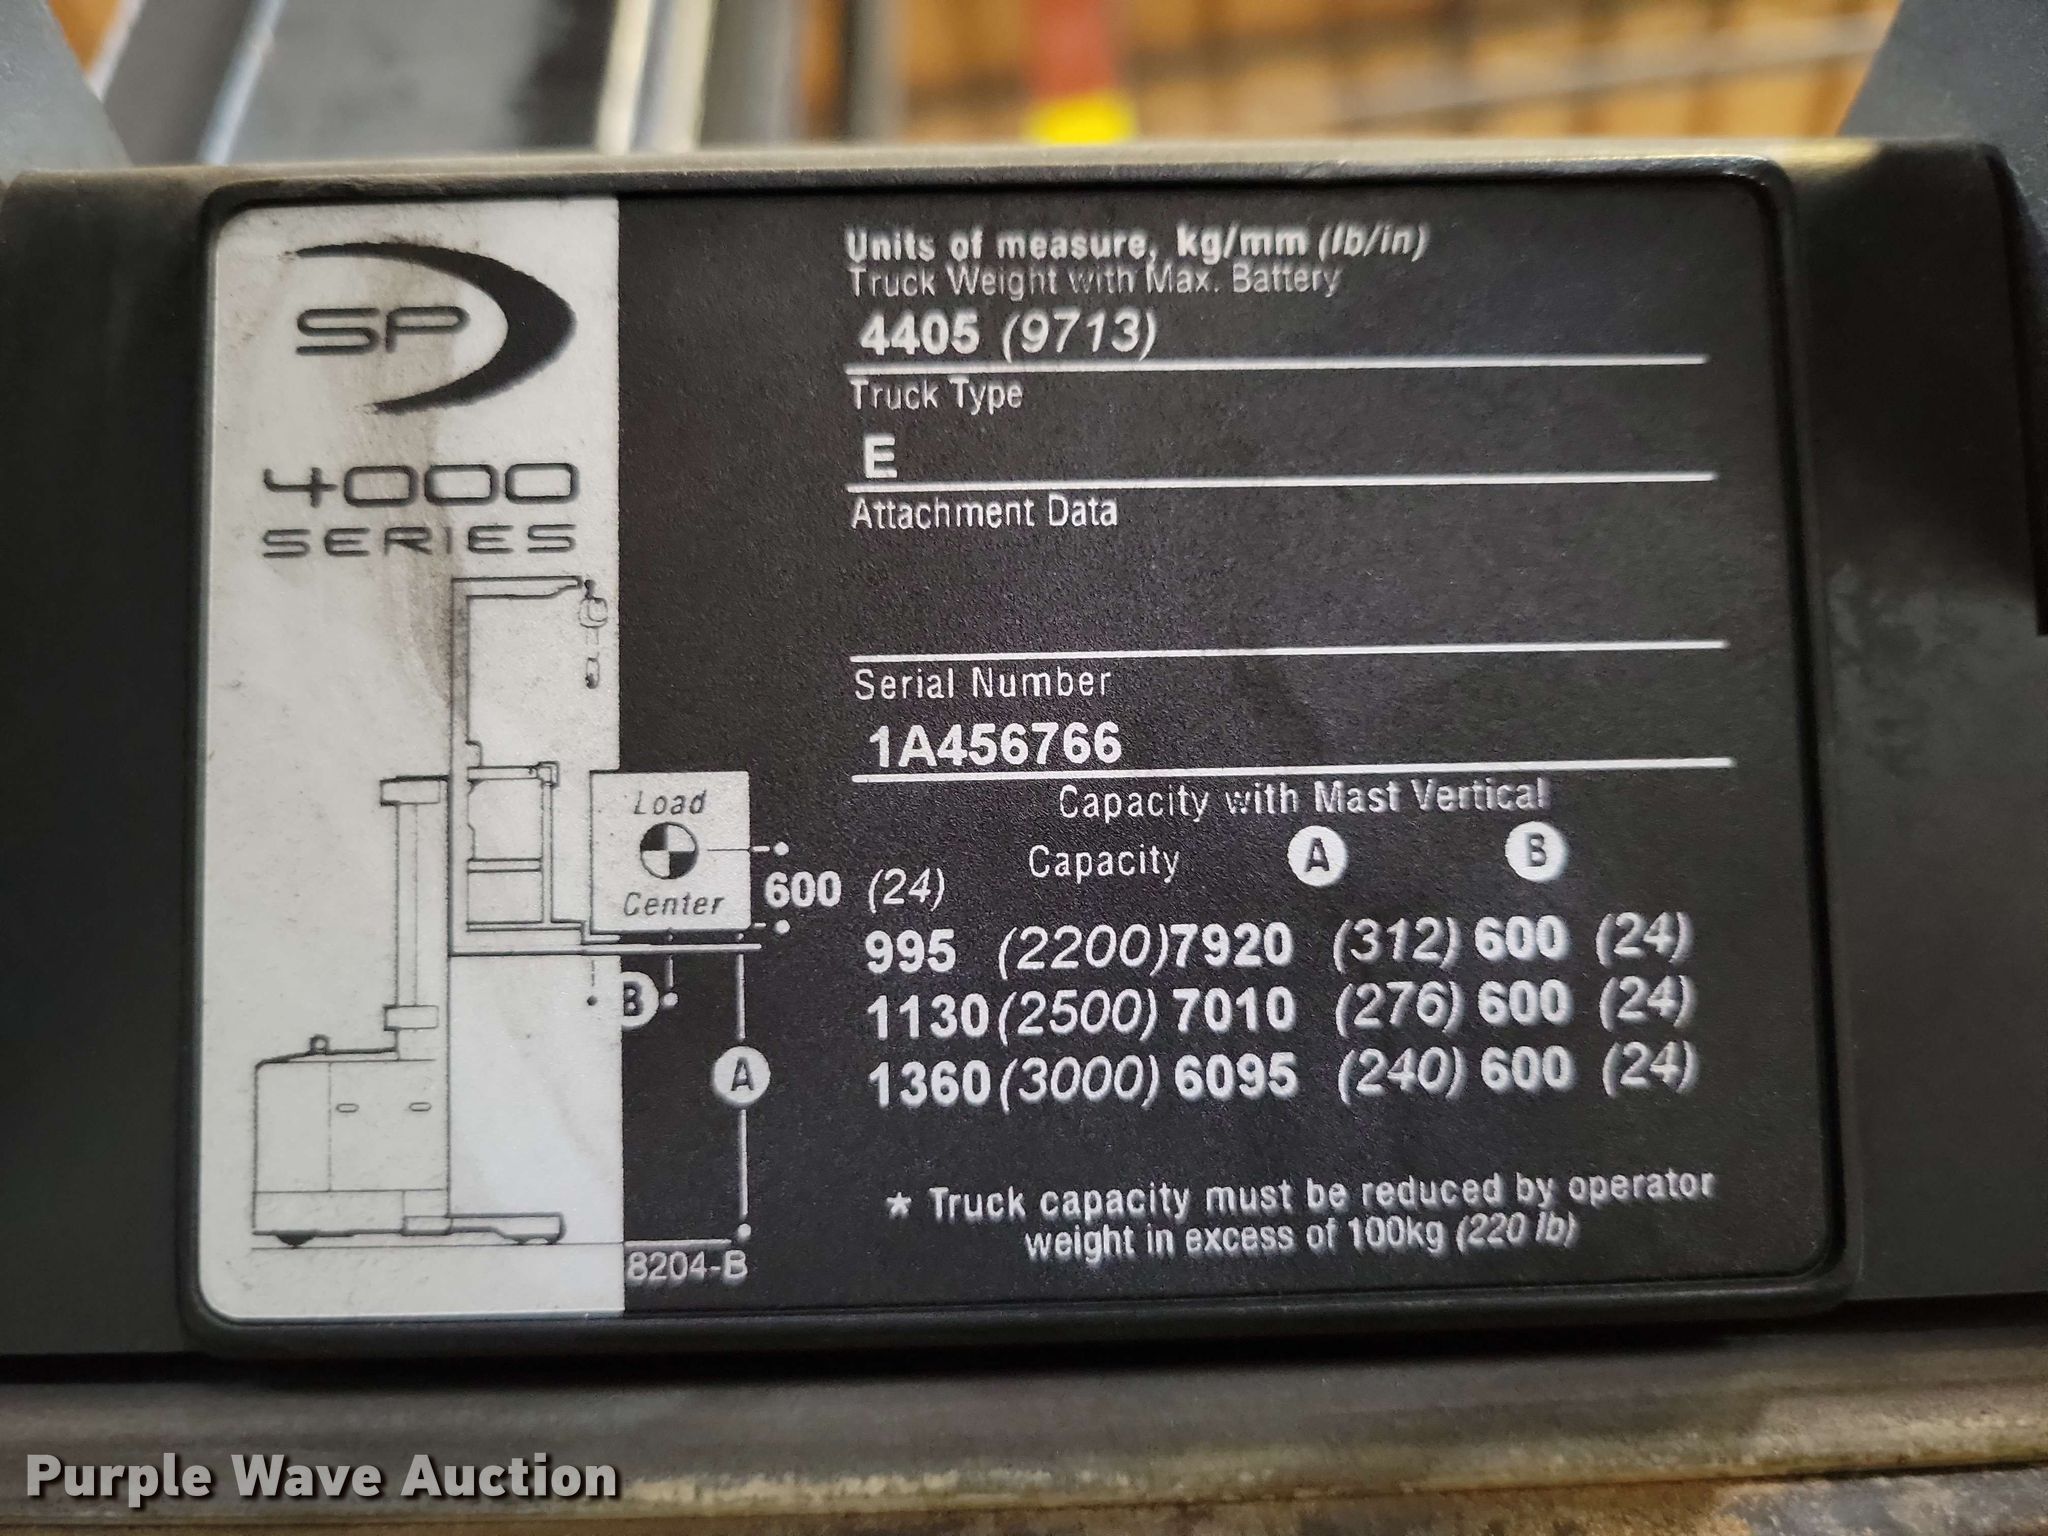 SP
4000
SERIES
Load
Center
600 (24)
B
A
8204-B
Units of measure, kg/mm (lb/in)
Truck Weight with Max. Battery
4405 (9713)
Truck Type
E
Attachment Data
Serial Number
1A456766
Capacity with Mast Vertical
Capacity A B
995 (2200) 7920 (312) 600 (24)
1130 (2500) 7010 (276) 600 (24)
1360 (3000) 6095 (240) 600 (24)
* Truck capacity must be reduced by operator
weight in excess of 100kg (220 lb)
Purple Wave Auction